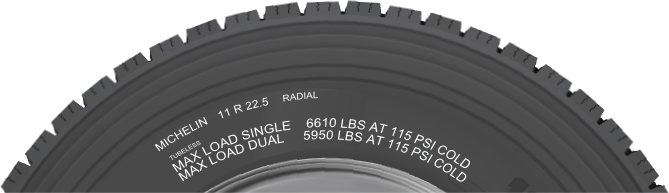 MICHELIN 11 R 22.5 RADIAL
TUBELESS
MAX LOAD SINGLE 6610 LBS AT 115 PSI COLD
MAX LOAD DUAL 5950 LBS AT 115 PSI COLD